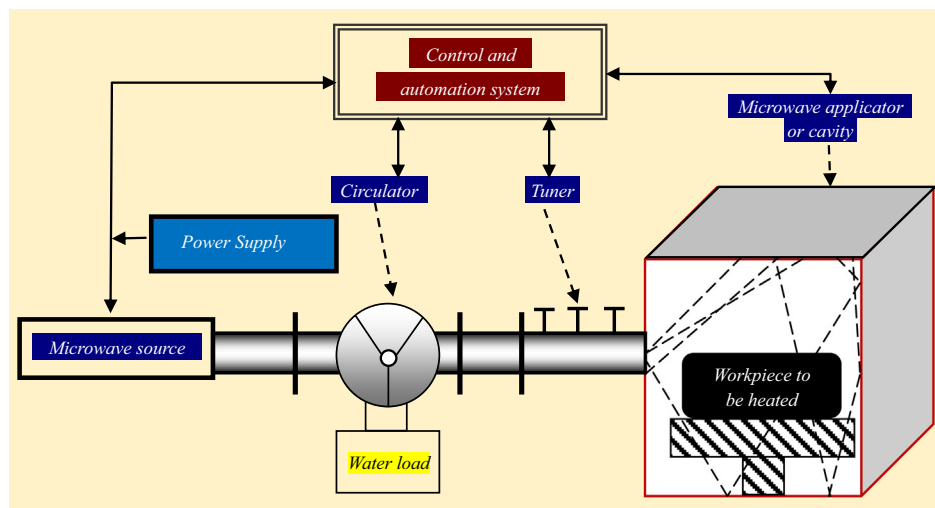 Control and
automation system
Microwave applicator
or cavity
Circulator
Tuner
Power Supply
Microwave source
Workpiece to
be heated
Water load